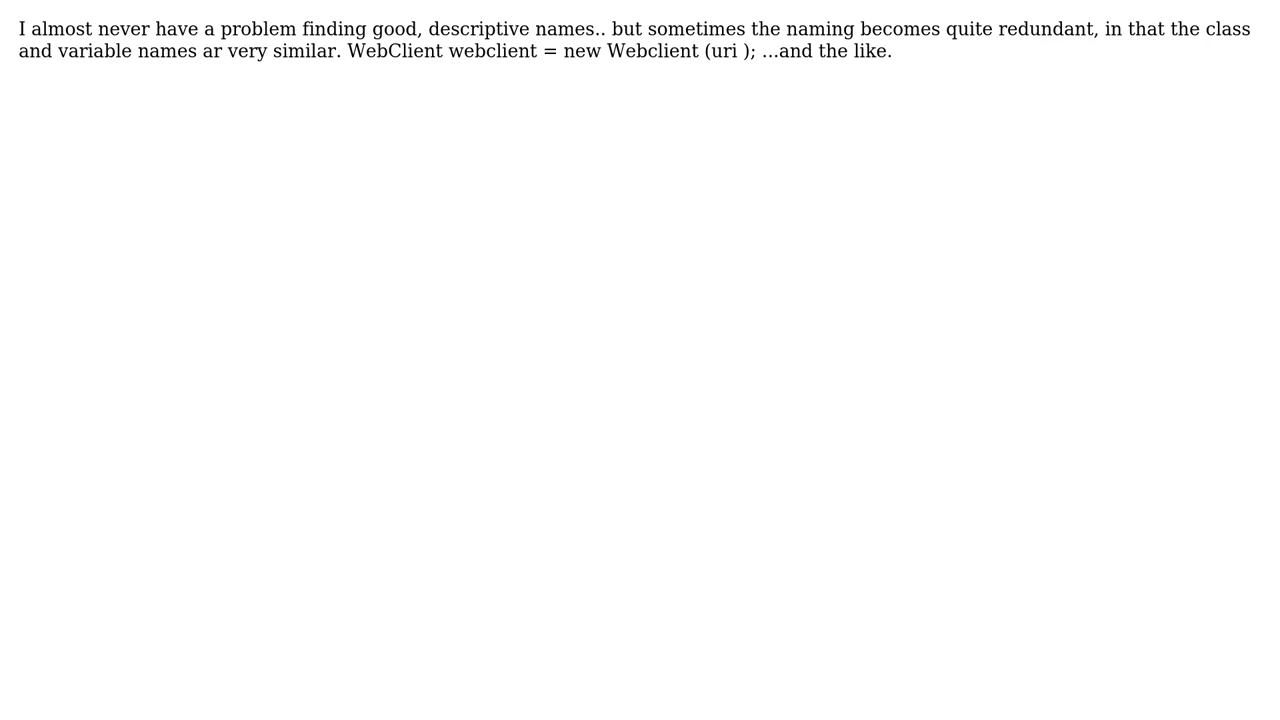 I almost never have a problem finding good, descriptive names.. but sometimes the naming becomes quite redundant, in that the class
and variable names ar very similar. WebClient webclient = new Webclient (uri ); ...and the like.